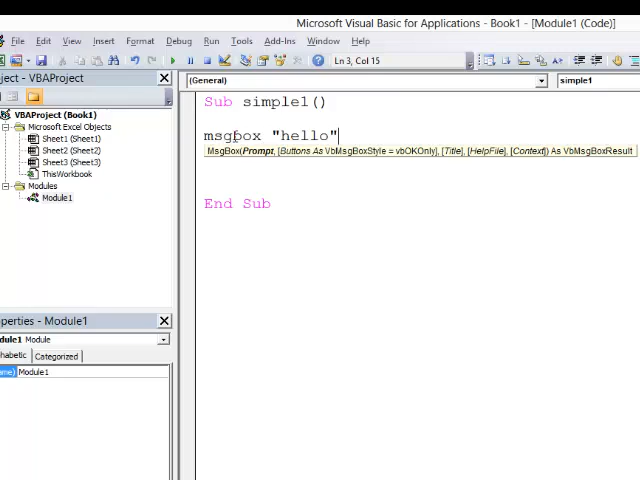 Microsoft Visual Basic for Applications - Book1 - [Module1 (Code)]
File Edit View Insert Format Debug Run Tools Add-Ins Window Help
Ln 3, Col 15
oject - VBAProject
(General)
simple1
VBAProject (Book1)
Microsoft Excel Objects
Sheet1 (Sheet1)
Sheet2 (Sheet2)
Sheet3 (Sheet3)
ThisWorkbook
Modules
Module1
Sub simple1()
msgbox "hello"
MsgBox(Prompt, [Buttons As VbMsgBoxStyle = vbOKOnly], [Title], [HelpFile], [Context]) As VbMsgBoxResult
End Sub
operties - Module1
dule1 Module
habetic Categorized
ame) Module1